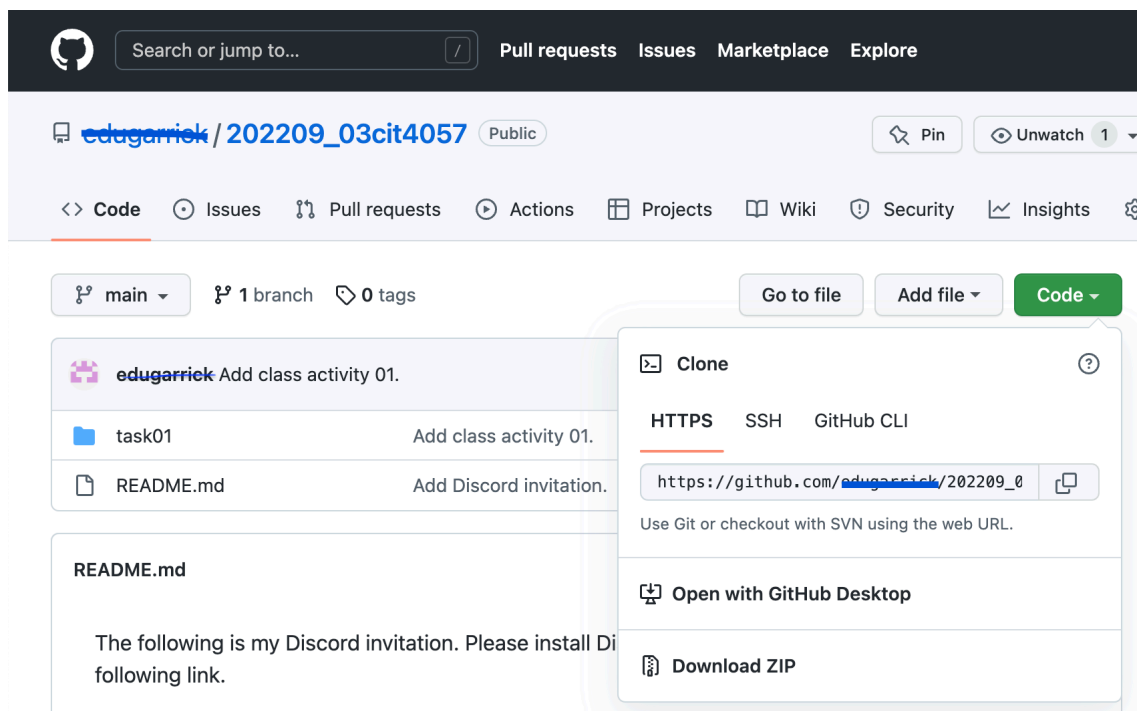 Search or jump to... / Pull requests Issues Marketplace Explore
edugarrick / 202209_03cit4057 Public Pin Unwatch 1
Code Issues Pull requests Actions Projects Wiki Security Insights
main 1 branch 0 tags Go to file Add file Code
edugarrick Add class activity 01.
task01 Add class activity 01.
README.md Add Discord invitation.
Clone
HTTPS SSH GitHub CLI
https://github.com/edugarrick/202209_0
Use Git or checkout with SVN using the web URL.
Open with GitHub Desktop
Download ZIP
README.md
The following is my Discord invitation. Please install Di
following link.